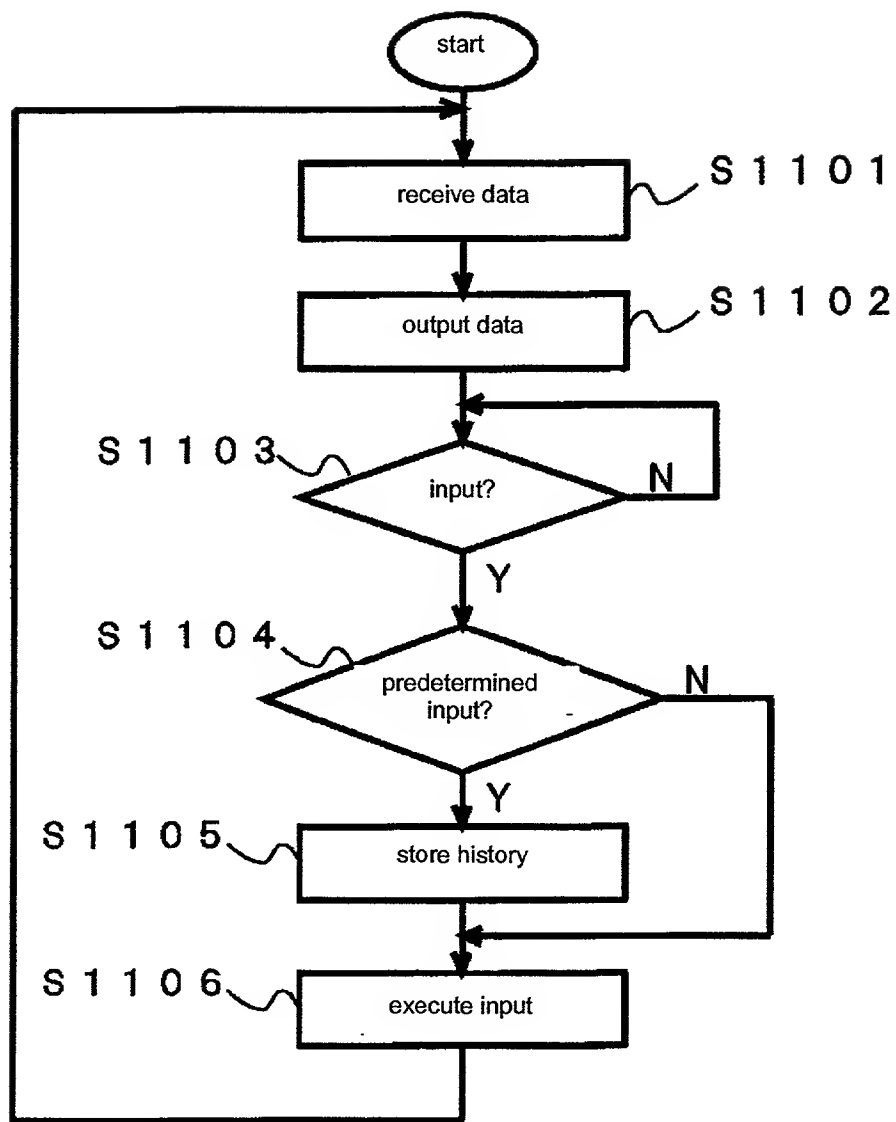 start
receive data
S1101
output data
S1102
S1103
input?
N
Y
S1104
predetermined
input?
N
Y
S1105
store history
S1106
execute input